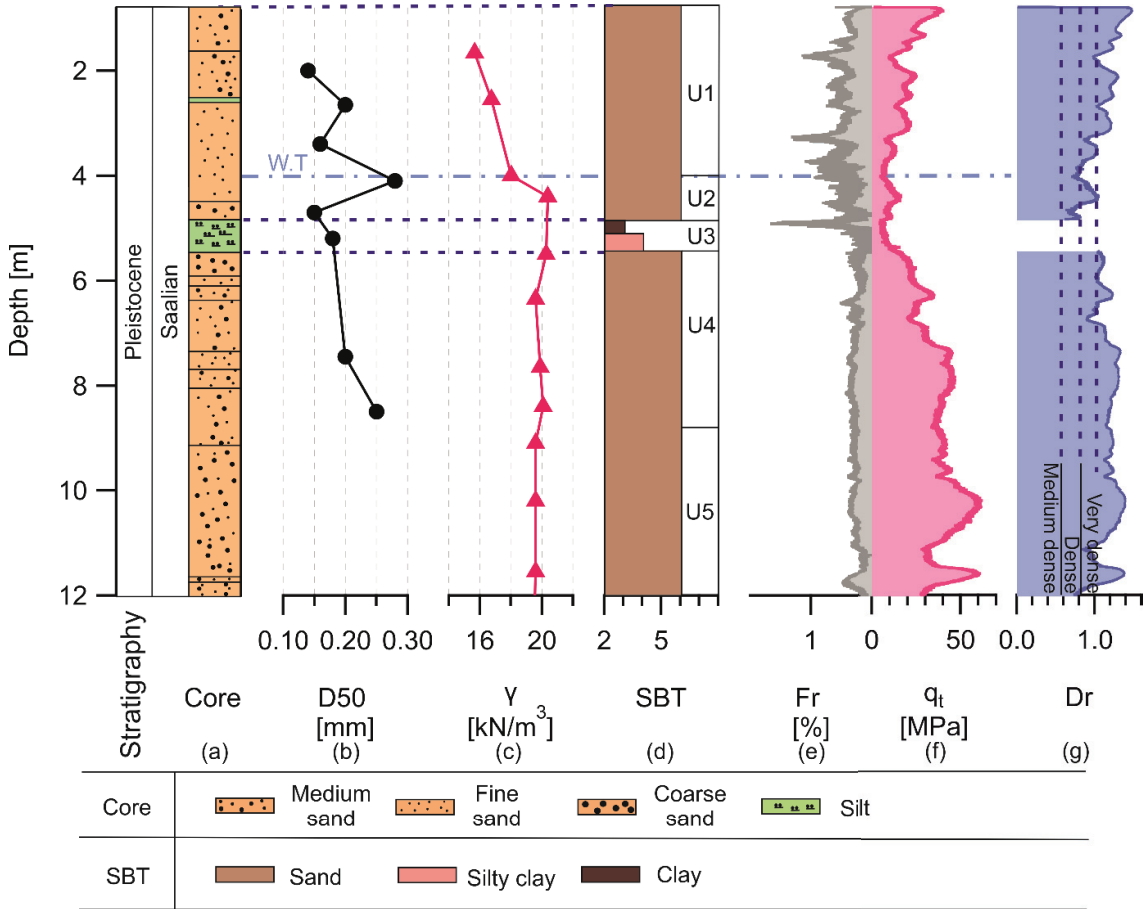 W.T
Depth [m]
2
4
6
8
10
12
Pleistocene
Saalian
U1
U2
U3
U4
U5
Medium dense
Dense
Very dense
0.10 0.20 0.30
16 20
2 5
1 0 50
0.0 1.0
Stratigraphy
Core
(a)
D50
[mm]
(b)
γ
[kN/m³]
(c)
SBT
(d)
Fr
[%]
(e)
qt
[MPa]
(f)
Dr
(g)
Core
Medium
sand
Fine
sand
Coarse
sand
Silt
SBT
Sand
Silty clay
Clay